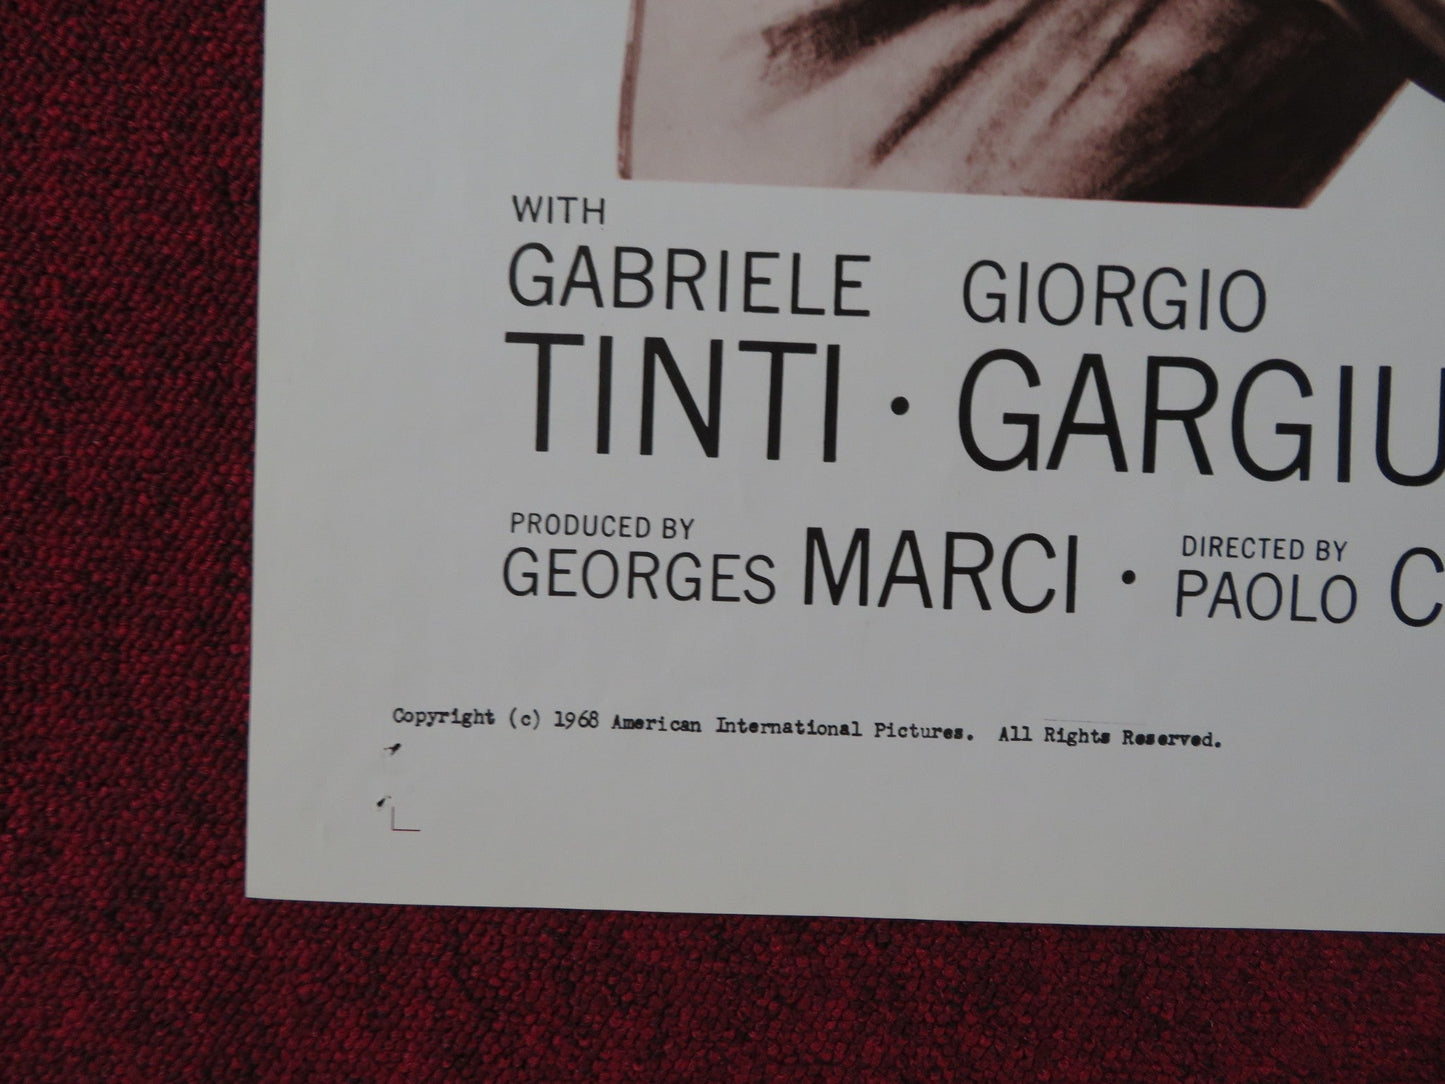 WITH
GABRIELE GIORGIO
TINTI · GARGIU
PRODUCED BY DIRECTED BY
GEORGES MARCI · PAOLO C
Copyright (c) 1968 American International Pictures. All Rights Reserved.